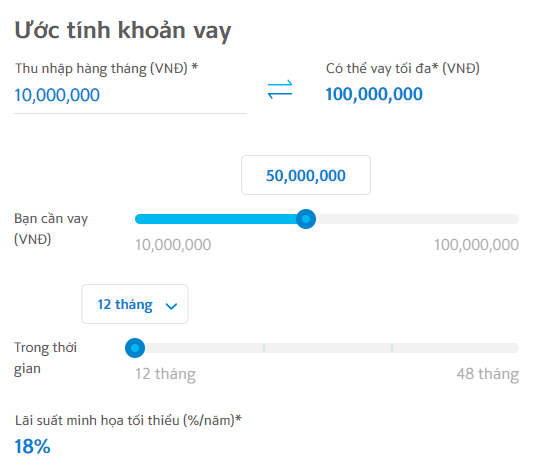 Ước tính khoản vay
Thu nhập hàng tháng (VNĐ) *
Có thể vay tối đa* (VNĐ)
10,000,000
100,000,000
50,000,000
Bạn cần vay
(VNĐ)
10,000,000
100,000,000
12 tháng
Trong thời
gian
12 tháng
48 tháng
Lãi suất minh họa tối thiểu (%/năm)*
18%